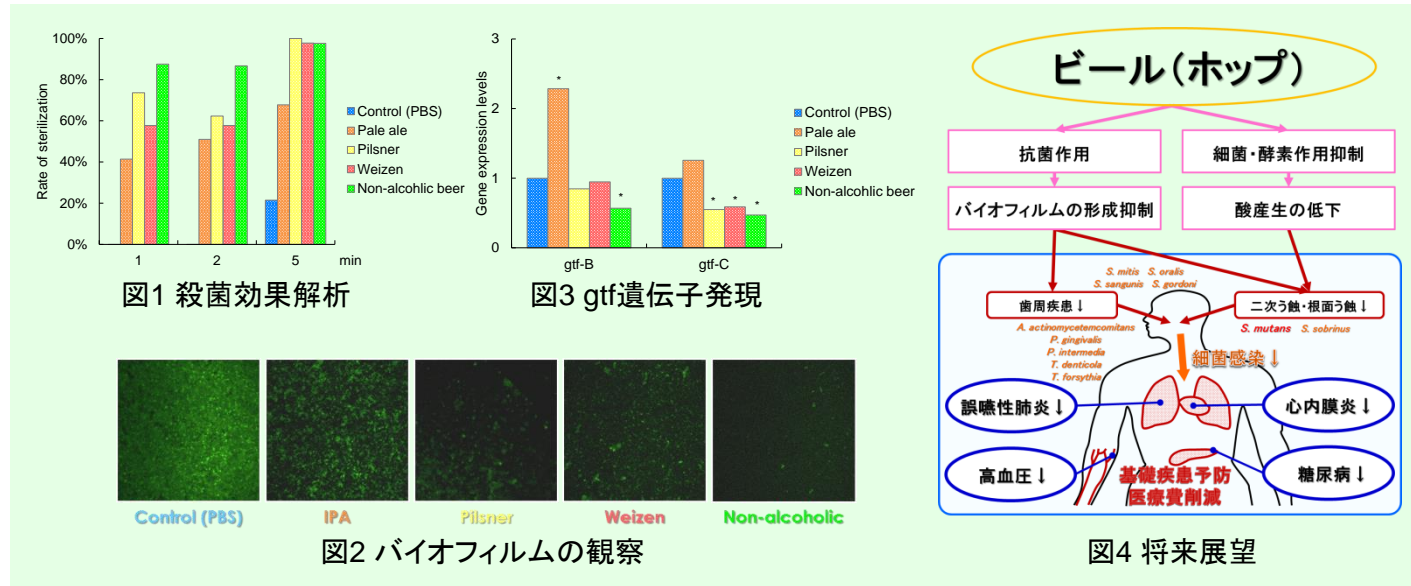 100%
80%
60%
40%
20%
0%
Rate of sterilization
1
2
5
min
Control (PBS)
Pale ale
Pilsner
Weizen
Non-alcohlic beer
図1 殺菌効果解析
3
2
1
0
Gene expression levels
*
*
*
*
*
gtf-B
gtf-C
Control (PBS)
Pale ale
Pilsner
Weizen
Non-alcohlic beer
図3 gtf遺伝子発現
Control (PBS)
IPA
Pilsner
Weizen
Non-alcoholic
図2 バイオフィルムの観察
ビール(ホップ)
抗菌作用
細菌・酵素作用抑制
バイオフィルムの形成抑制
酸産生の低下
S. mitis S. oralis
S. sangunis S. gordoni
歯周疾患↓
二次う蝕・根面う蝕↓
A. actinomycetemcomitans
P. gingivalis
P. intermedia
T. denticola
T. forsythia
S. mutans S. sobrinus
細菌感染↓
誤嚥性肺炎↓
心内膜炎↓
高血圧↓
糖尿病↓
基礎疾患予防
医療費削減
図4 将来展望